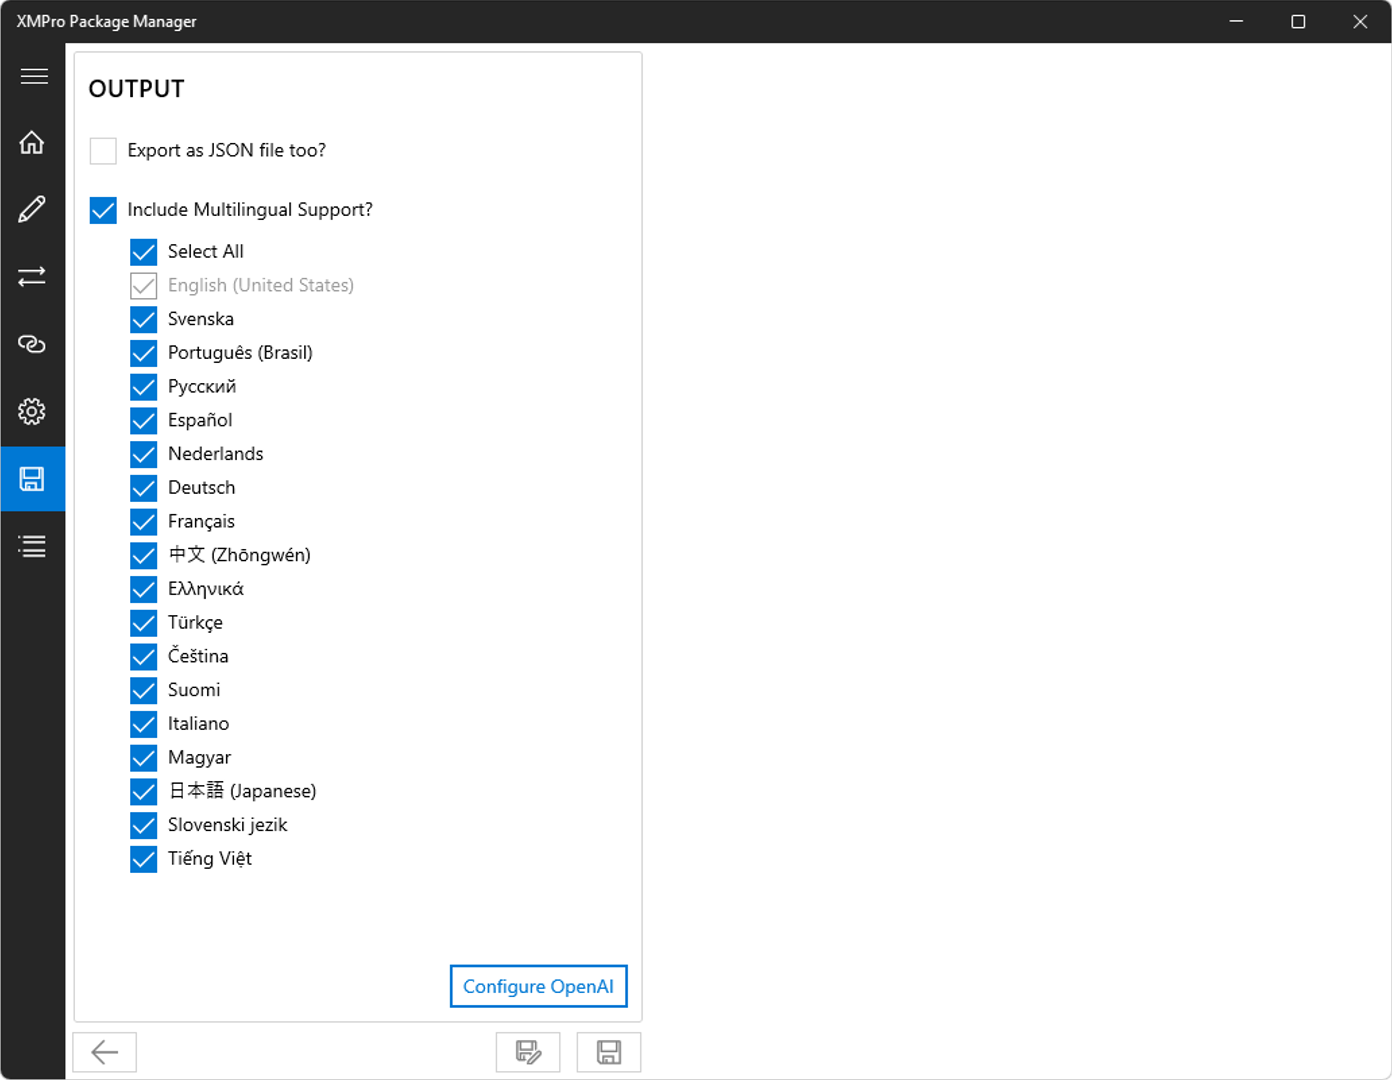 XMPro Package Manager
OUTPUT
Export as JSON file too?
Include Multilingual Support?
Select All
English (United States)
Svenska
Português (Brasil)
Русский
Español
Nederlands
Deutsch
Français
中文 (Zhōngwén)
Ελληνικά
Türkçe
Čeština
Suomi
Italiano
Magyar
日本語 (Japanese)
Slovenski jezik
Tiếng Việt
Configure OpenAI